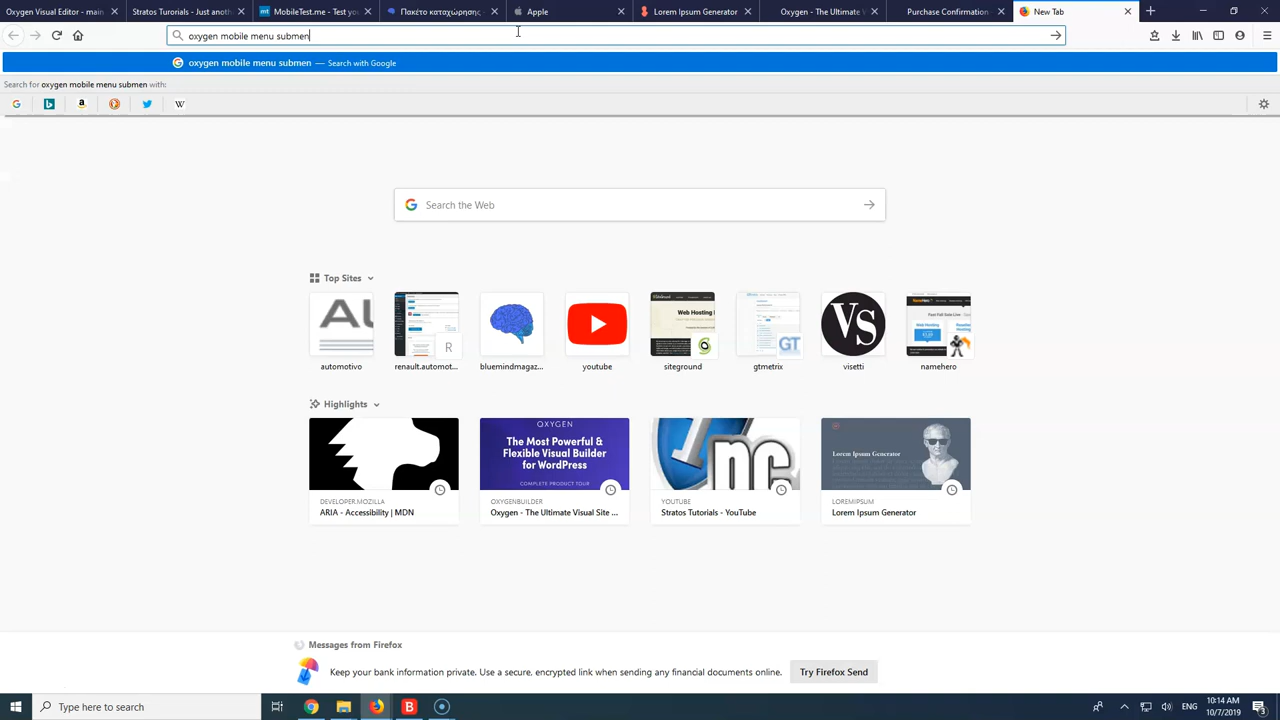 Oxygen Visual Editor - main
Stratos Tutorials - Just anoth
MobileTest.me - Test you
Πακέτο καταχώρησης -
Apple
Lorem Ipsum Generator
Oxygen - The Ultimate V
Purchase Confirmation
New Tab
oxygen mobile menu submen
oxygen mobile menu submen — Search with Google
Search for oxygen mobile menu submen with:
Search the Web
Top Sites
automotivo
renault.automot...
bluemindmagaz...
youtube
siteground
gtmetrix
visetti
namehero
Highlights
OXYGEN
The Most Powerful &
Flexible Visual Builder
for WordPress
COMPLETE PRODUCT TOUR
Lorem Ipsum Generator
DEVELOPER.MOZILLA
ARIA - Accessibility | MDN
OXYGENBUILDER
Oxygen - The Ultimate Visual Site ...
YOUTUBE
Stratos Tutorials - YouTube
LOREMIPSUM
Lorem Ipsum Generator
Messages from Firefox
Keep your bank information private. Use a secure, encrypted link when sending any financial documents online.
Try Firefox Send
Type here to search
ENG
10:14 AM
10/7/2019